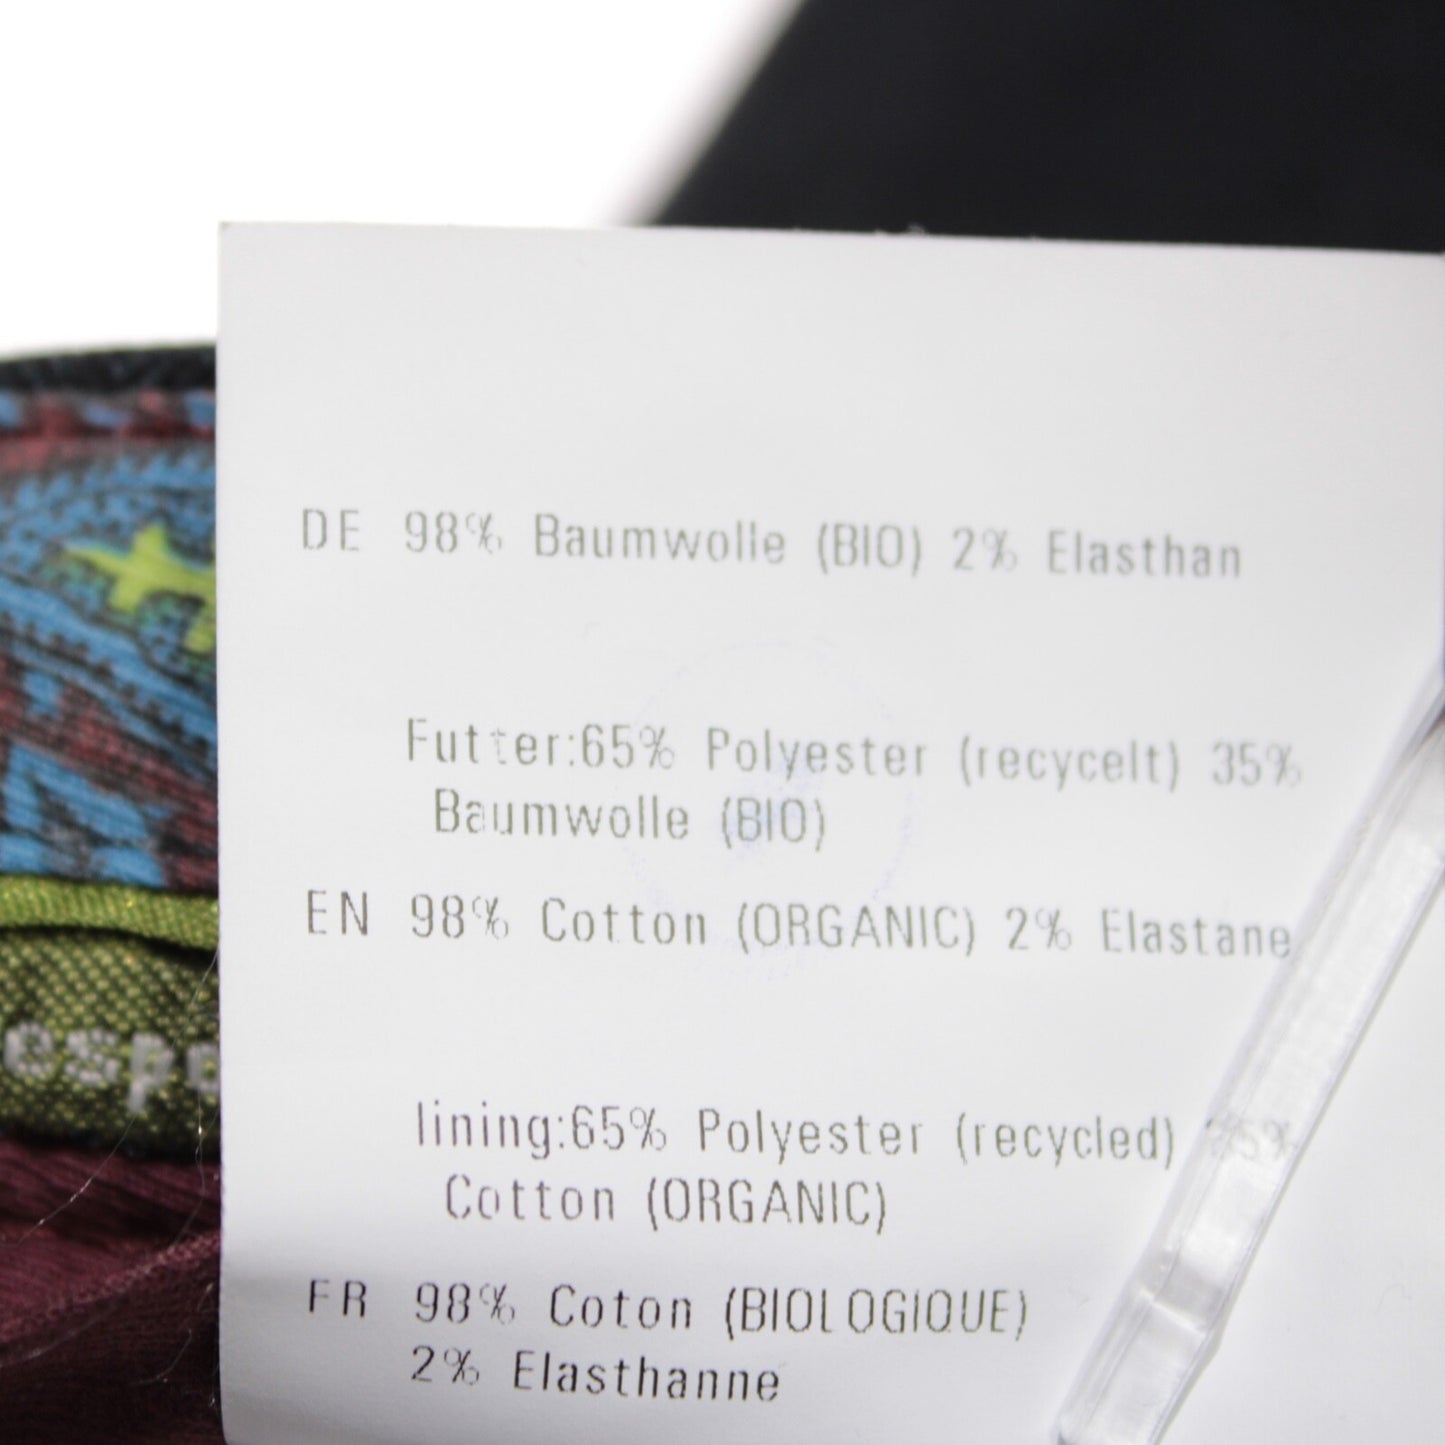 DE 98% Baumwolle (BIO) 2% Elasthan
Futter:65% Polyester (recycelt) 35%
Baumwolle (BIO)
EN 98% Cotton (ORGANIC) 2% Elastane
lining:65% Polyester (recycled) 35%
Cotton (ORGANIC)
FR 98% Coton (BIOLOGIQUE)
2% Elasthanne